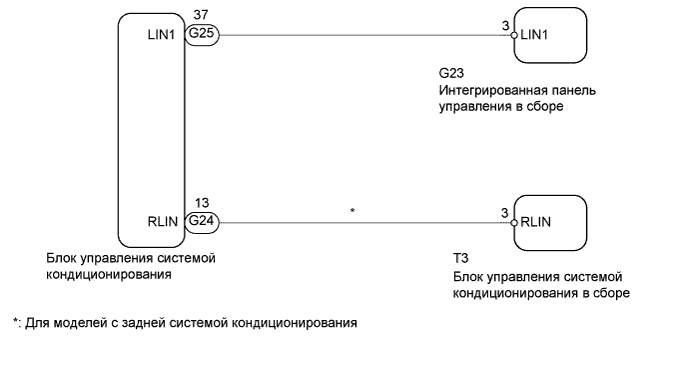 37
LIN1
G25
3
LIN1
G23
Интегрированная панель
управления в сборе
13
RLIN
G24
*
3
RLIN
Блок управления системой
кондиционирования
T3
Блок управления системой
кондиционирования в сборе
*: Для моделей с задней системой кондиционирования